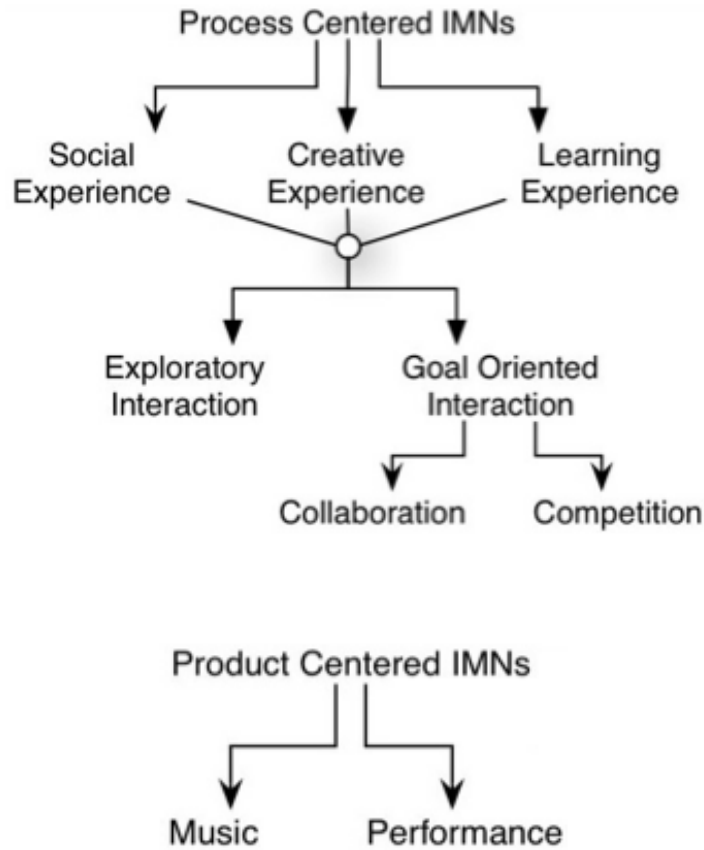 Process Centered IMNs
Social
Experience
Creative
Experience
Learning
Experience
Exploratory
Interaction
Goal Oriented
Interaction
Collaboration
Competition
Product Centered IMNs
Music
Performance